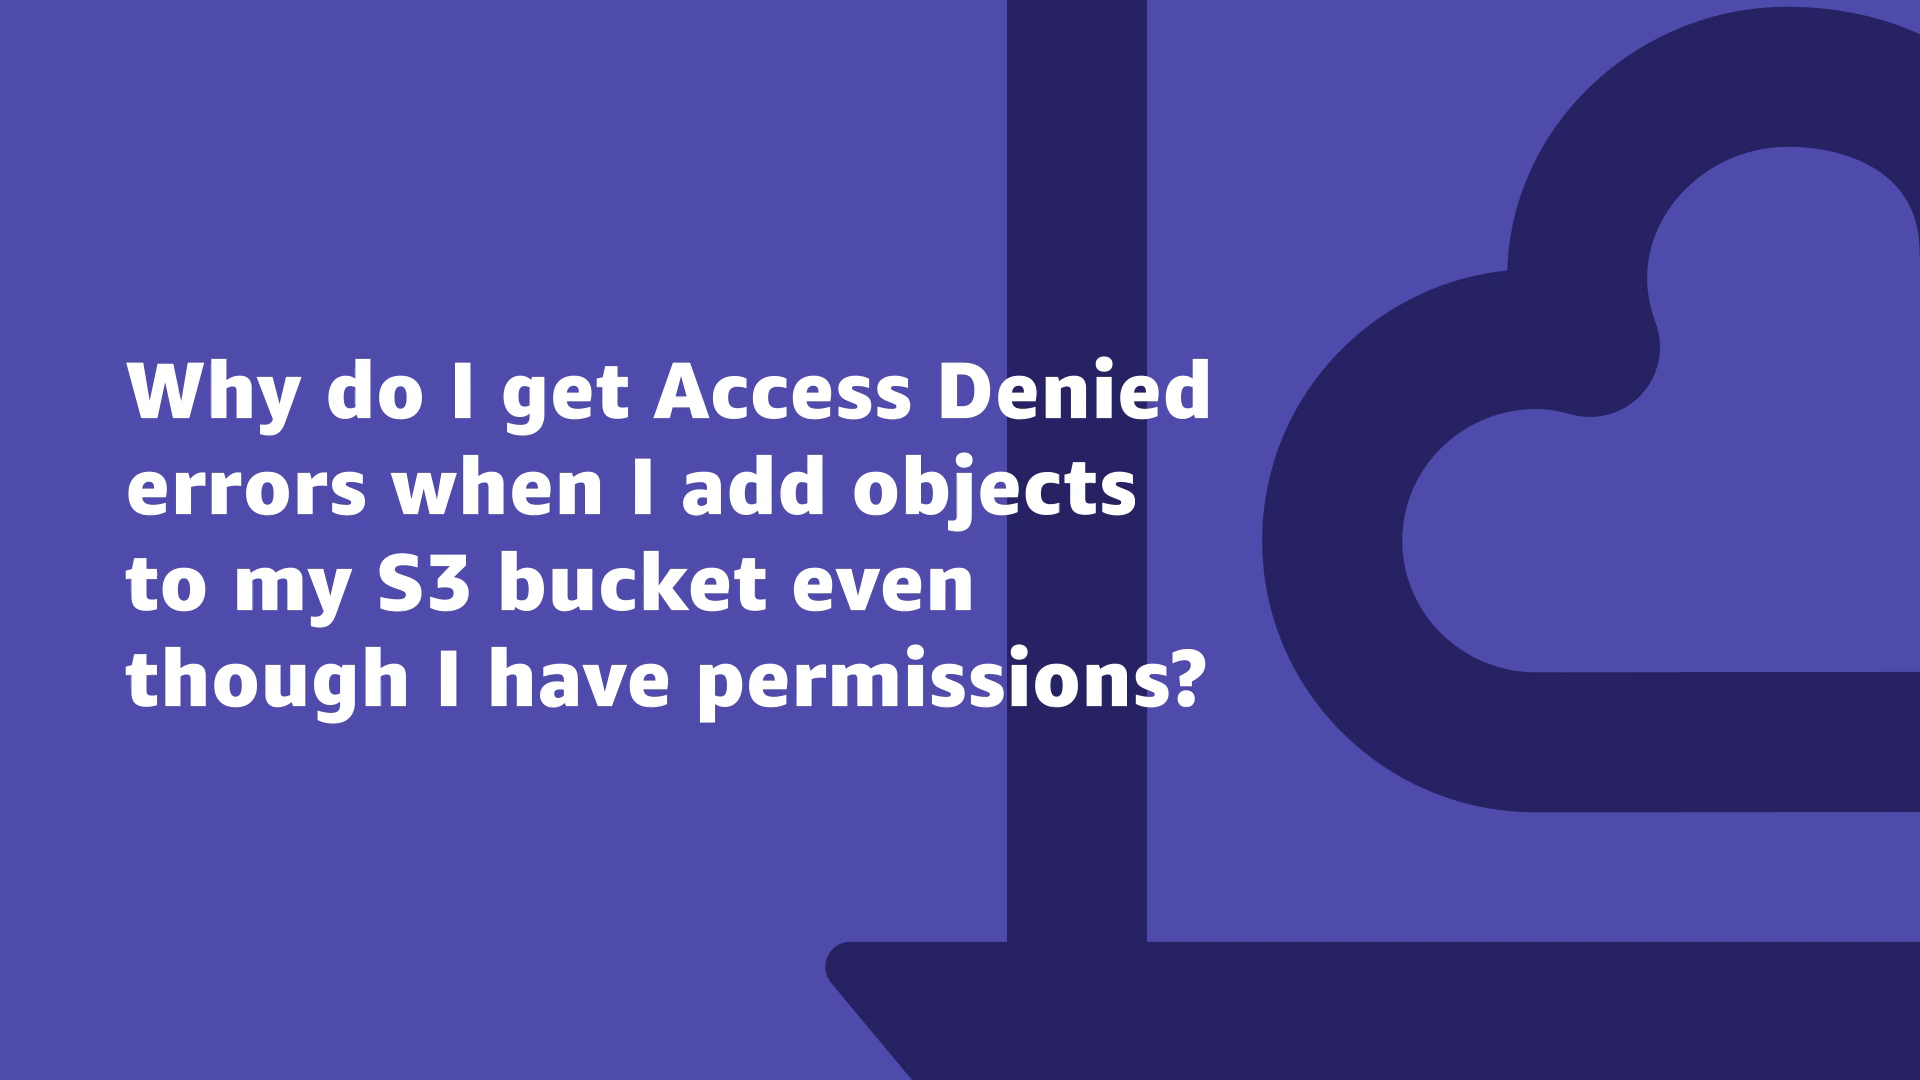 Why do I get Access Denied
errors when I add objects
to my S3 bucket even
though I have permissions?